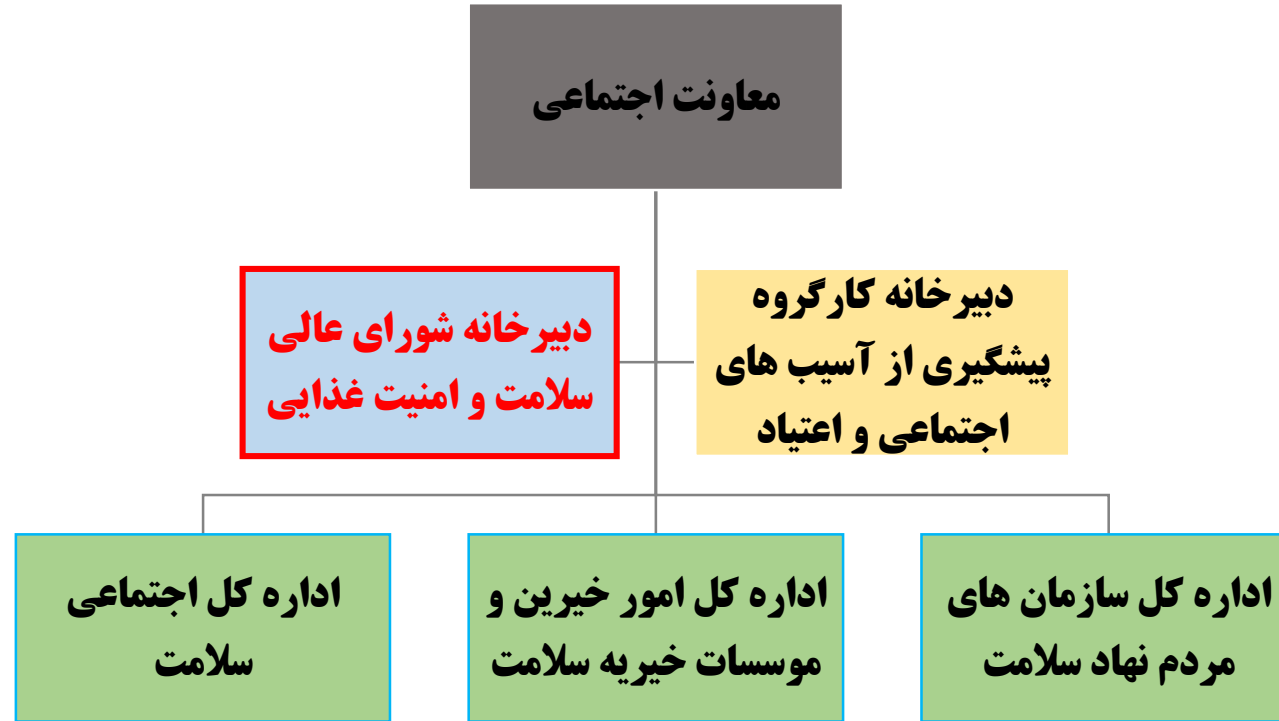 معاونت اجتماعی
دبیرخانه کارگروه
پیشگیری از آسیب های
اجتماعی و اعتیاد
دبیرخانه شورای عالی
سلامت و امنیت غذایی
اداره کل سازمان های
مردم نهاد سلامت
اداره کل امور خیرین و
موسسات خیریه سلامت
اداره کل اجتماعی
سلامت